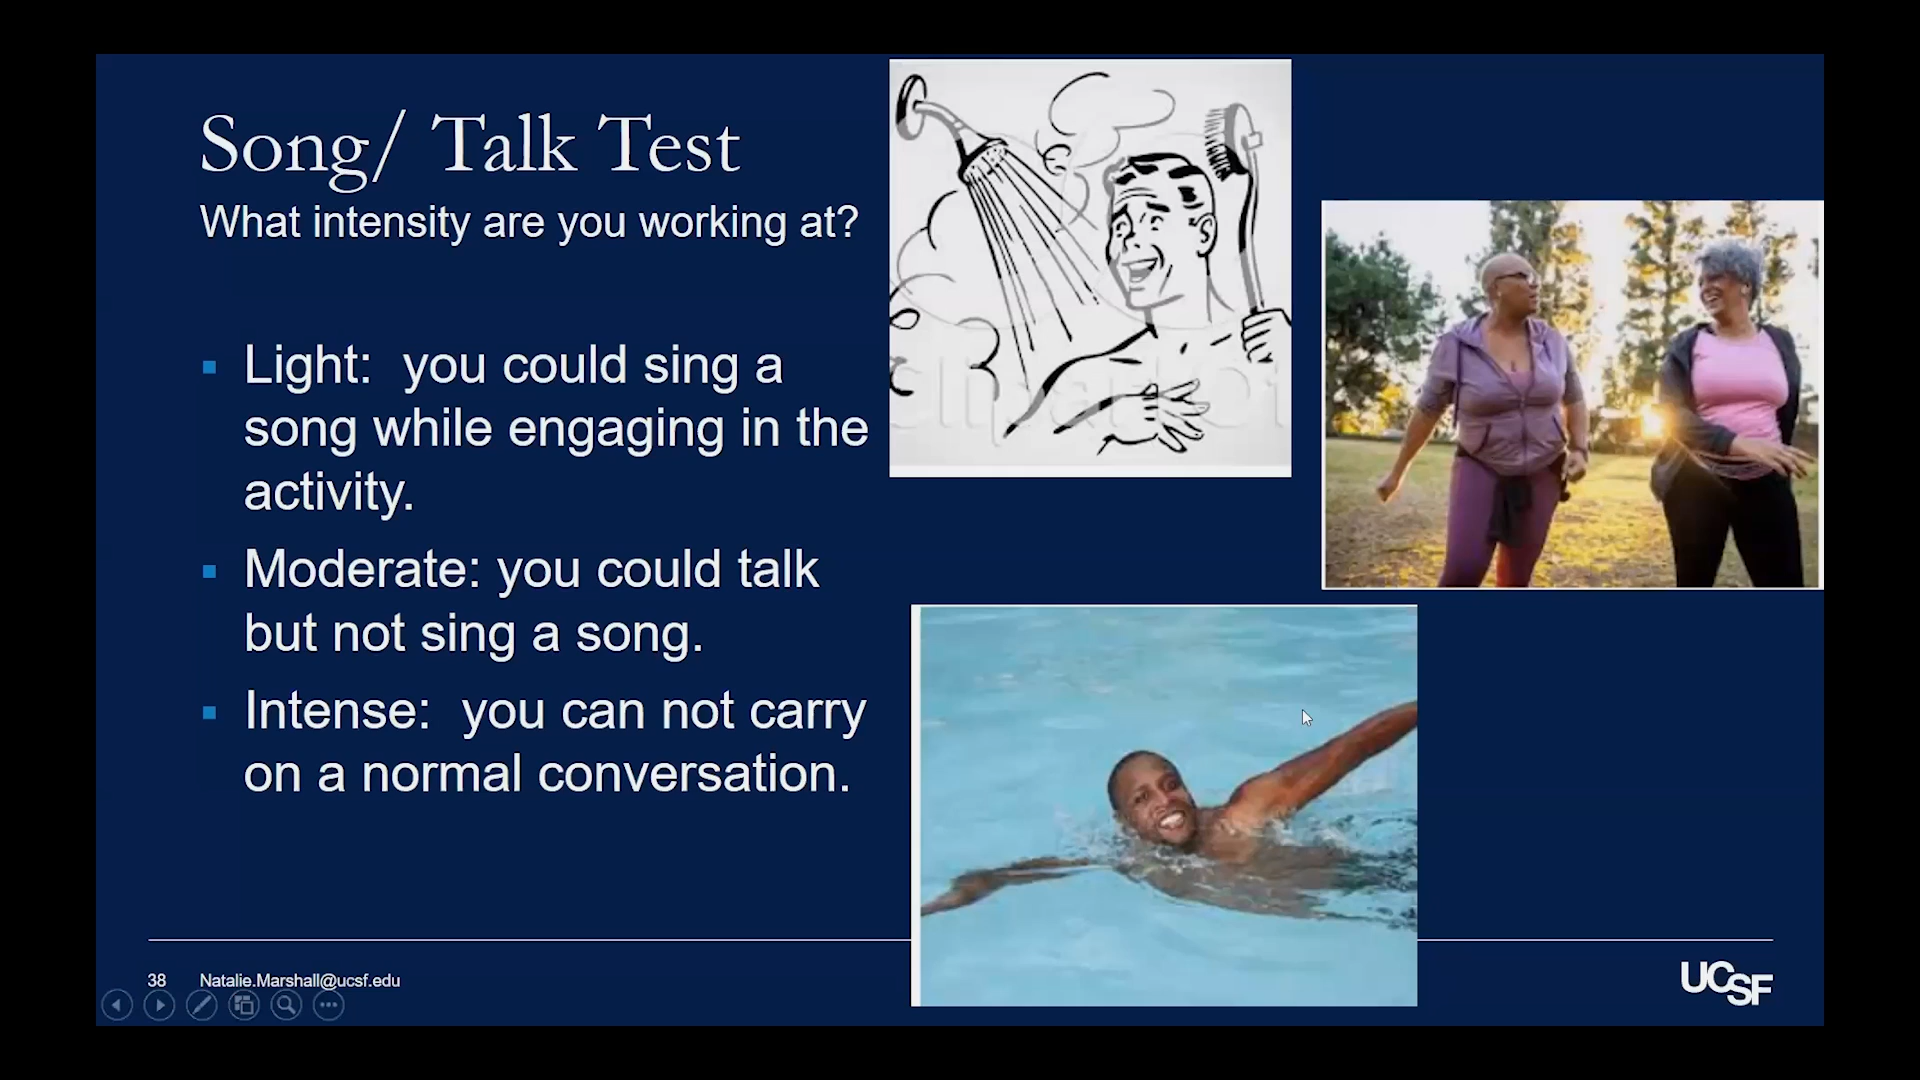 Song/ Talk Test
What intensity are you working at?
▪ Light:  you could sing a
song while engaging in the
activity.
▪ Moderate: you could talk
but not sing a song.
▪ Intense:  you can not carry
on a normal conversation.
38 Natalie.Marshall@ucsf.edu
UCSF